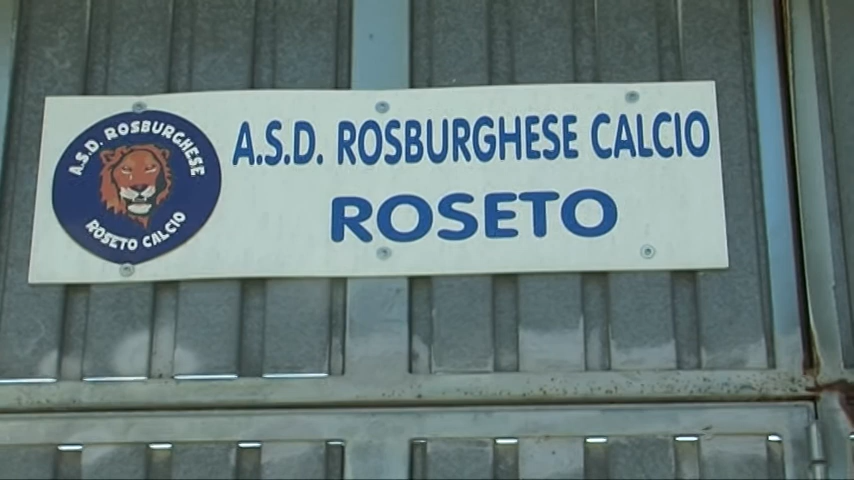 A.S.D. ROSBURGHESE
ROSETO CALCIO
A.S.D. ROSBURGHESE CALCIO
ROSETO